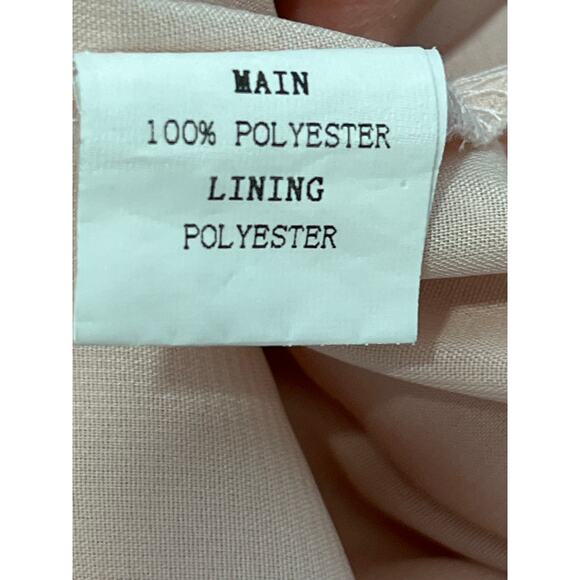 MAIN
100% POLYESTER
LINING
POLYESTER